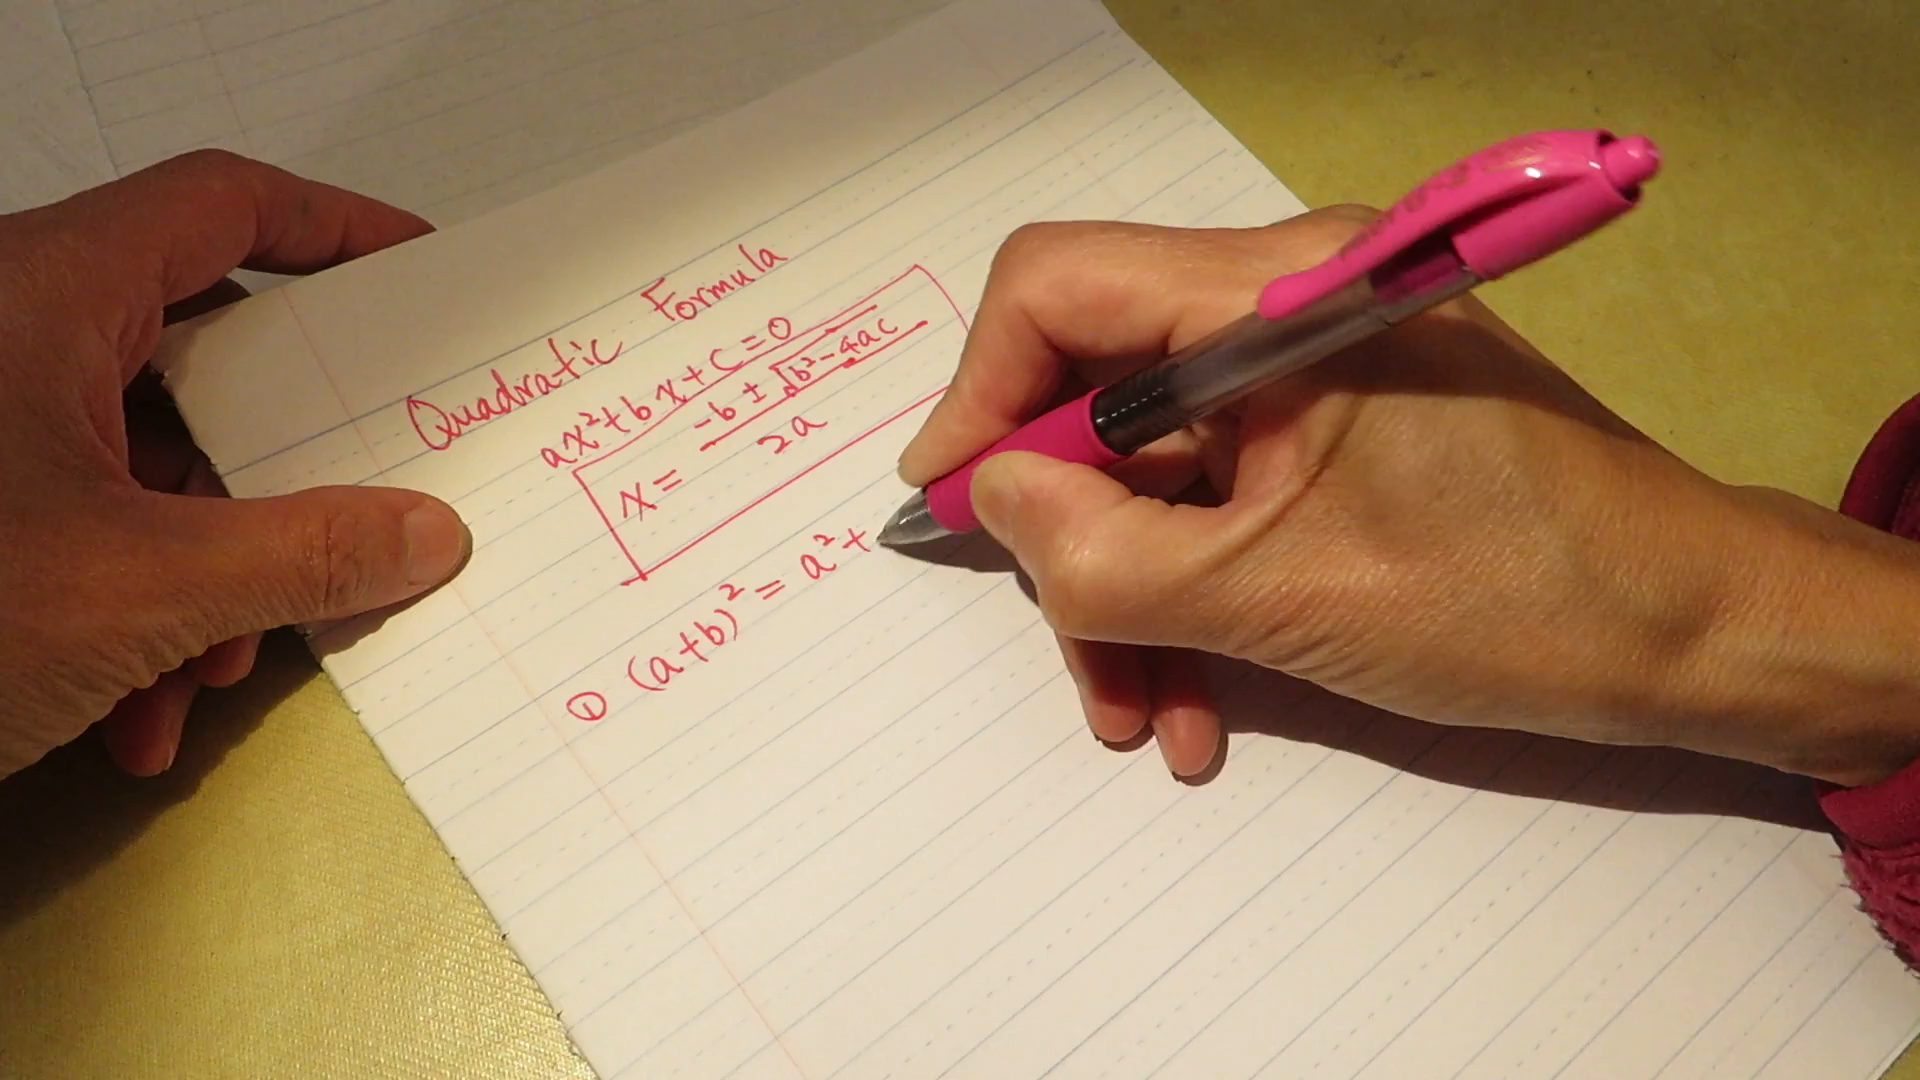 Quadratic Formula
ax²+bx+c=0
x = -b ± √b²-4ac / 2a
① (a+b)² = a²+